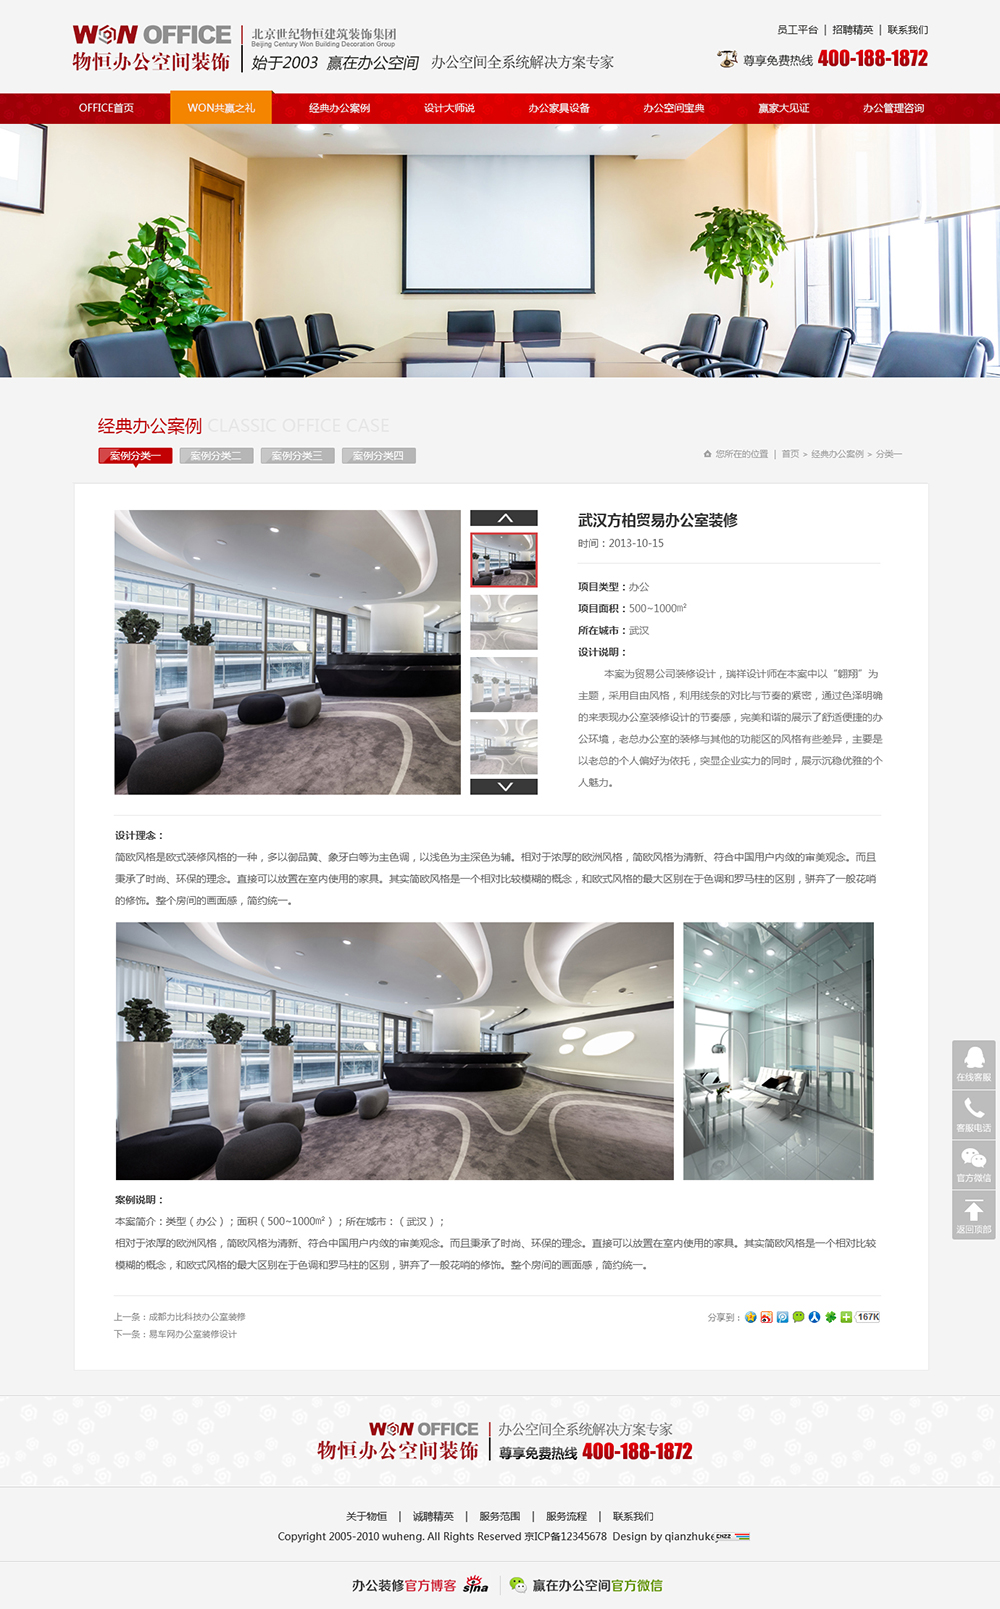 WON OFFICE
物恒办公空间装饰
北京世纪物恒建筑装饰集团
Beijing Century Won Building Decoration Group
始于2003 赢在办公空间
办公空间全系统解决方案专家
员工平台 | 招聘精英 | 联系我们
尊享免费热线 400-188-1872
OFFICE首页 WON共赢之礼 经典办公案例 设计大师说 办公家具设备 办公空间宝典 赢家大见证 办公管理咨询
经典办公案例 CLASSIC OFFICE CASE
案例分类一 案例分类二 案例分类三 案例分类四
您所在的位置 | 首页 > 经典办公案例 > 分类一
武汉方柏贸易办公室装修
时间：2013-10-15
项目类型：办公
项目面积：500~1000㎡
所在城市：武汉
设计说明：
本案为贸易公司装修设计，瑞祥设计师在本案中以“翱翔”为
主题，采用自由风格，利用线条的对比与节奏的紧密，通过色泽明确
的来表现办公室装修设计的节奏感，完美和谐的展示了舒适便捷的办
公环境，老总办公室的装修与其他的功能区的风格有些差异，主要是
以老总的个人偏好为依托，突显企业实力的同时，展示沉稳优雅的个
人魅力。
设计理念：
简欧风格是欧式装修风格的一种，多以御品黄、象牙白等为主色调，以浅色为主深色为辅。相对于浓厚的欧洲风格，简欧风格为清新、符合中国用户内敛的审美观念。而且
秉承了时尚、环保的理念。直接可以放置在室内使用的家具。其实简欧风格是一个相对比较模糊的概念，和欧式风格的最大区别在于色调和罗马柱的区别，骈弃了一般花哨
的修饰。整个房间的画面感，简约统一。
案例说明：
本案简介：类型（办公）；面积（500~1000㎡）；所在城市：（武汉）；
相对于浓厚的欧洲风格，简欧风格为清新、符合中国用户内敛的审美观念。而且秉承了时尚、环保的理念。直接可以放置在室内使用的家具。其实简欧风格是一个相对比较
模糊的概念，和欧式风格的最大区别在于色调和罗马柱的区别，骈弃了一般花哨的修饰。整个房间的画面感，简约统一。
上一条：成都力比科技办公室装修
下一条：易车网办公室装修设计
分享到： 167K
在线客服
客服电话
官方微信
返回顶部
WON OFFICE
物恒办公空间装饰
办公空间全系统解决方案专家
尊享免费热线 400-188-1872
关于物恒 | 诚聘精英 | 服务范围 | 服务流程 | 联系我们
Copyright 2005-2010 wuheng. All Rights Reserved 京ICP备12345678 Design by qianzhuke CNZZ
办公装修官方博客 sina 赢在办公空间官方微信